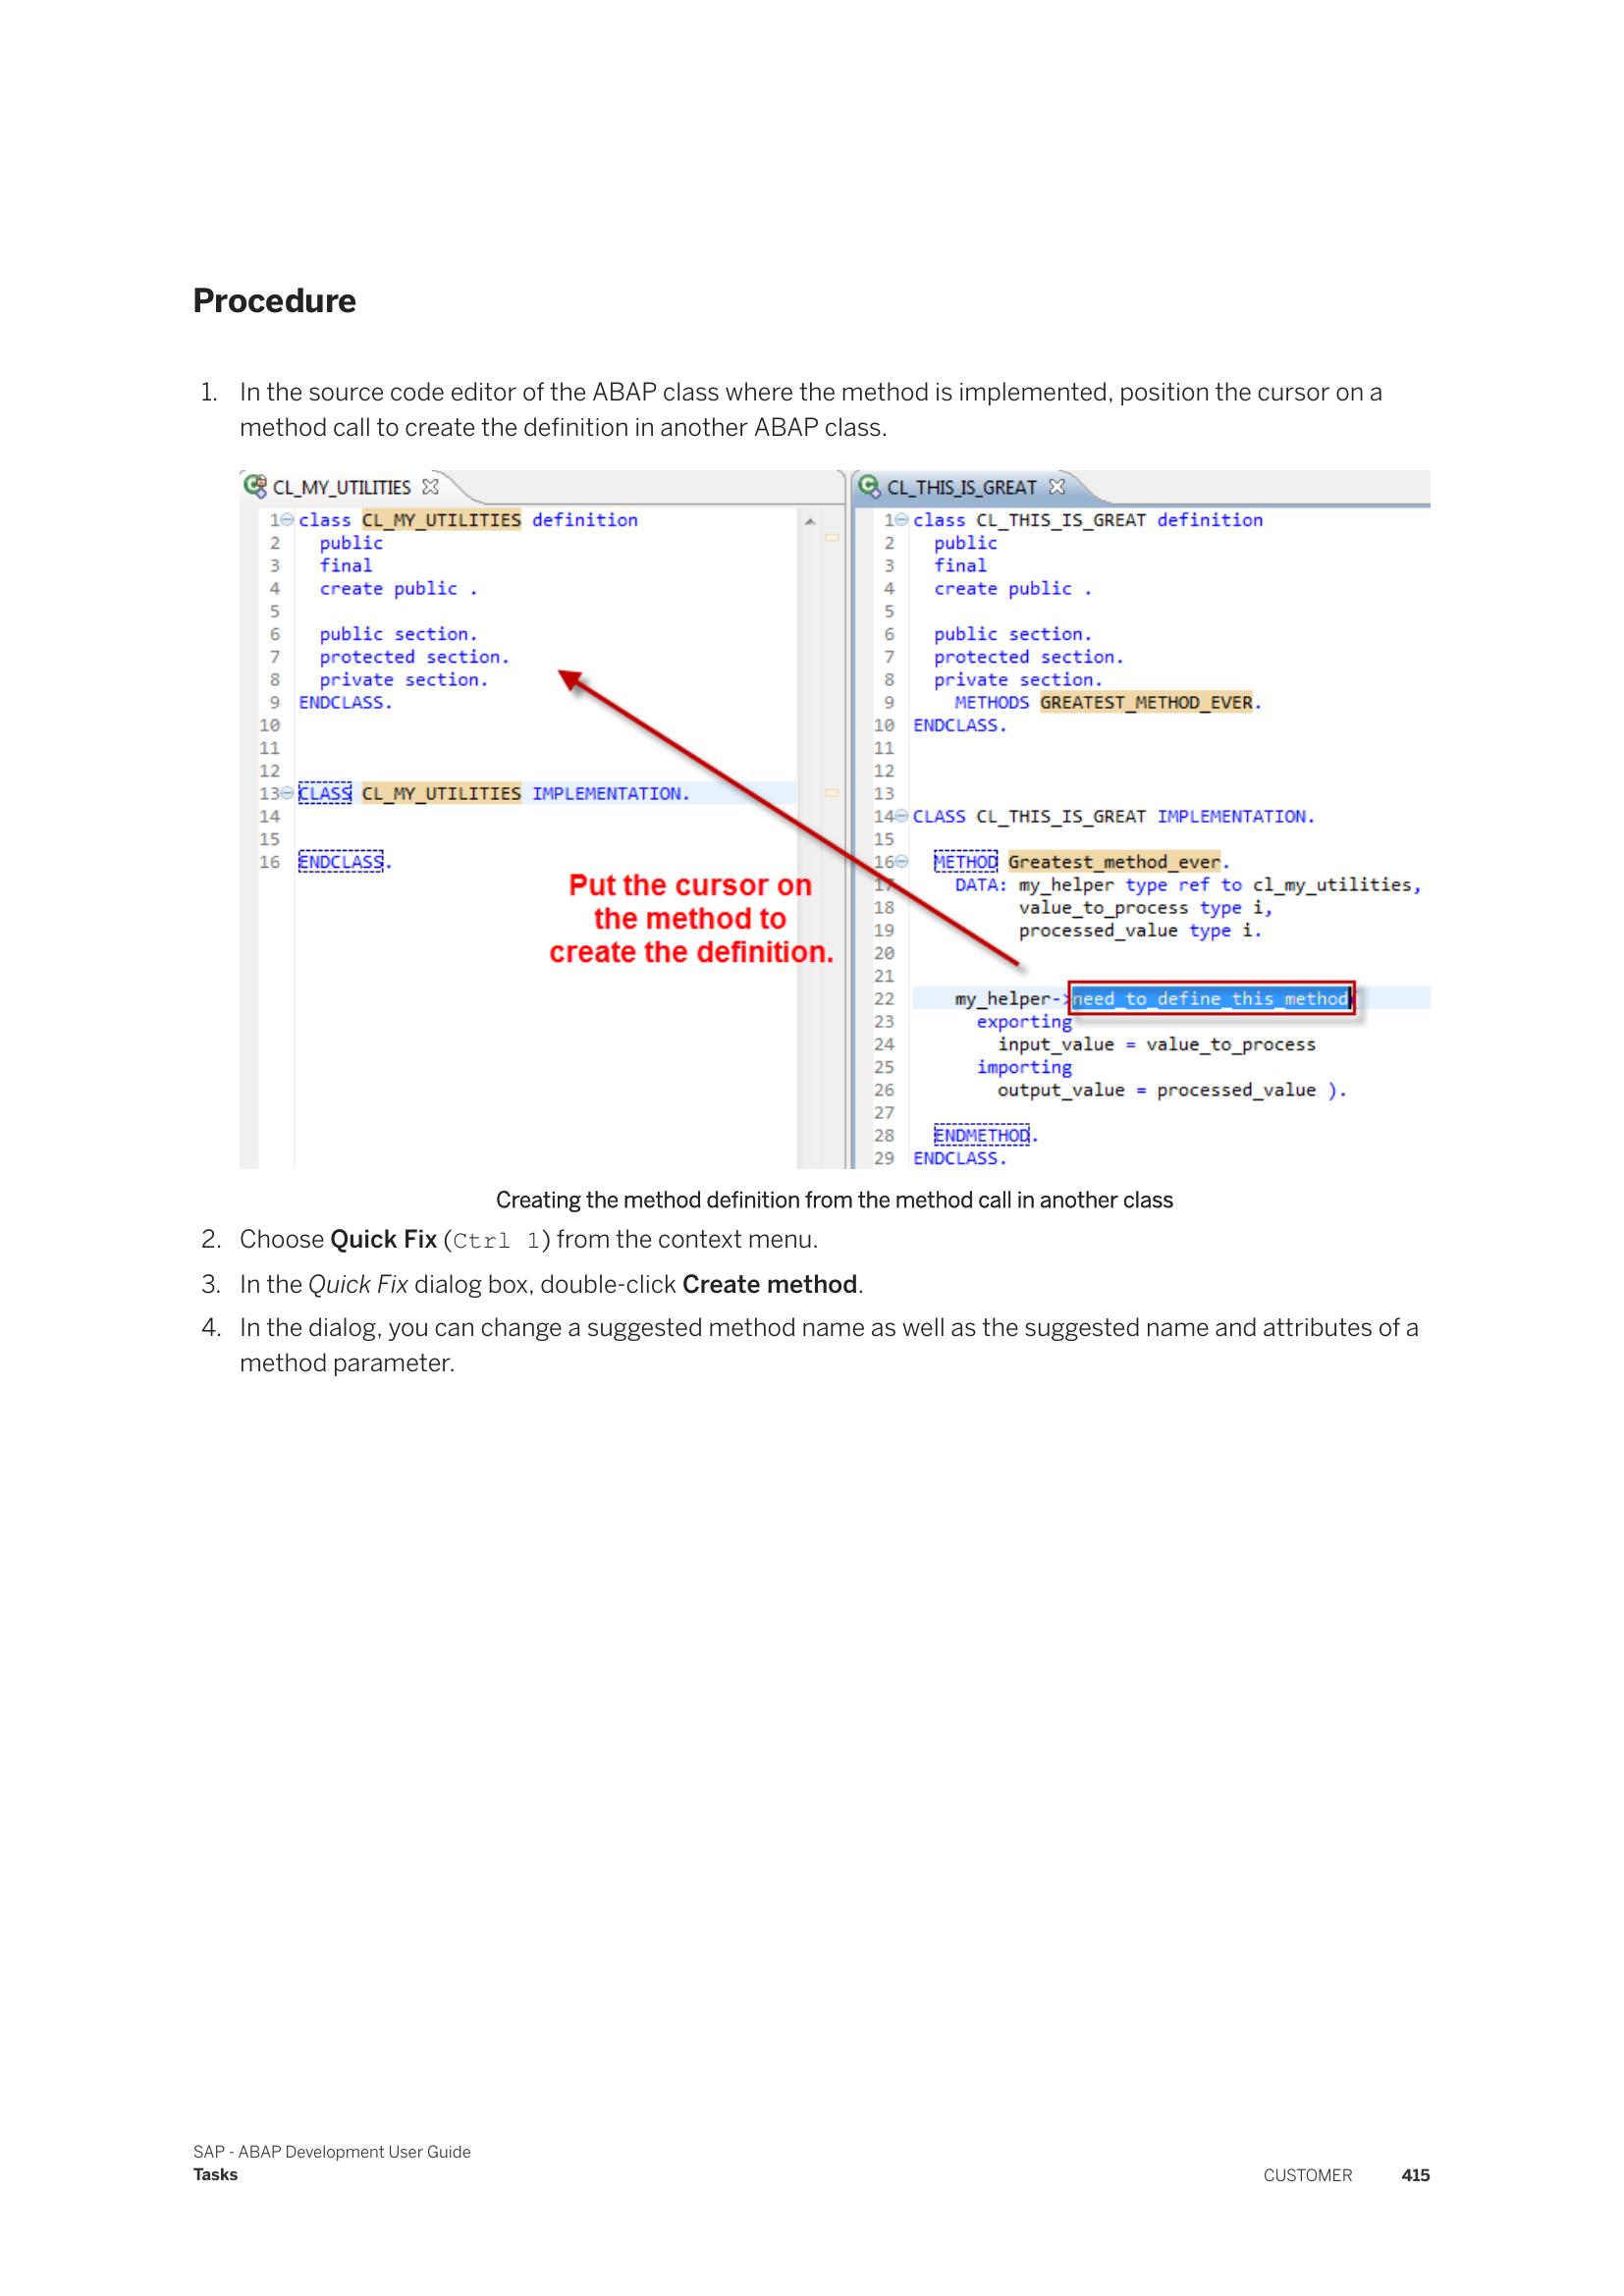 Procedure
1. In the source code editor of the ABAP class where the method is implemented, position the cursor on a
method call to create the definition in another ABAP class.
CL_MY_UTILITIES
1 class CL_MY_UTILITIES definition
2 public
3 final
4 create public .
5
6 public section.
7 protected section.
8 private section.
9 ENDCLASS.
10
11
12
13 CLASS CL_MY_UTILITIES IMPLEMENTATION.
14
15
16 ENDCLASS.
Put the cursor on
the method to
create the definition.
CL_THIS_IS_GREAT
1 class CL_THIS_IS_GREAT definition
2 public
3 final
4 create public .
5
6 public section.
7 protected section.
8 private section.
9 METHODS GREATEST_METHOD_EVER.
10 ENDCLASS.
11
12
13
14 CLASS CL_THIS_IS_GREAT IMPLEMENTATION.
15
16 METHOD Greatest_method_ever.
17 DATA: my_helper type ref to cl_my_utilities,
18 value_to_process type i,
19 processed_value type i.
20
21
22 my_helper->need_to_define_this_method
23 exporting
24 input_value = value_to_process
25 importing
26 output_value = processed_value ).
27
28 ENDMETHOD.
29 ENDCLASS.
Creating the method definition from the method call in another class
2. Choose Quick Fix (Ctrl 1) from the context menu.
3. In the Quick Fix dialog box, double-click Create method.
4. In the dialog, you can change a suggested method name as well as the suggested name and attributes of a
method parameter.
SAP - ABAP Development User Guide
Tasks
CUSTOMER 415